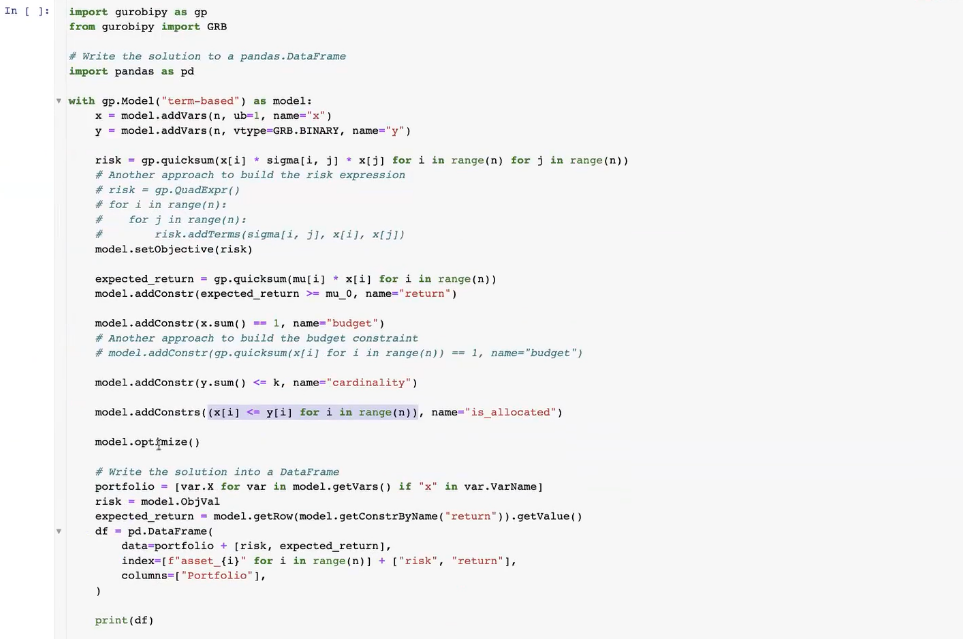 In [ ]:
import gurobipy as gp
from gurobipy import GRB
# Write the solution to a pandas.DataFrame
import pandas as pd
with gp.Model("term-based") as model:
x = model.addVars(n, ub=1, name="x")
y = model.addVars(n, vtype=GRB.BINARY, name="y")
risk = gp.quicksum(x[i] * sigma[i, j] * x[j] for i in range(n) for j in range(n))
# Another approach to build the risk expression
# risk = gp.QuadExpr()
# for i in range(n):
#    for j in range(n):
#        risk.addTerms(sigma[i, j], x[i], x[j])
model.setObjective(risk)
expected_return = gp.quicksum(mu[i] * x[i] for i in range(n))
model.addConstr(expected_return >= mu_0, name="return")
model.addConstr(x.sum() == 1, name="budget")
# Another approach to build the budget constraint
# model.addConstr(gp.quicksum(x[i] for i in range(n)) == 1, name="budget")
model.addConstr(y.sum() <= k, name="cardinality")
model.addConstrs((x[i] <= y[i] for i in range(n)), name="is_allocated")
model.optimize()
# Write the solution into a DataFrame
portfolio = [var.X for var in model.getVars() if "x" in var.VarName]
risk = model.ObjVal
expected_return = model.getRow(model.getConstrByName("return")).getValue()
df = pd.DataFrame(
data=portfolio + [risk, expected_return],
index=[f"asset_{i}" for i in range(n)] + ["risk", "return"],
columns=["Portfolio"],
)
print(df)